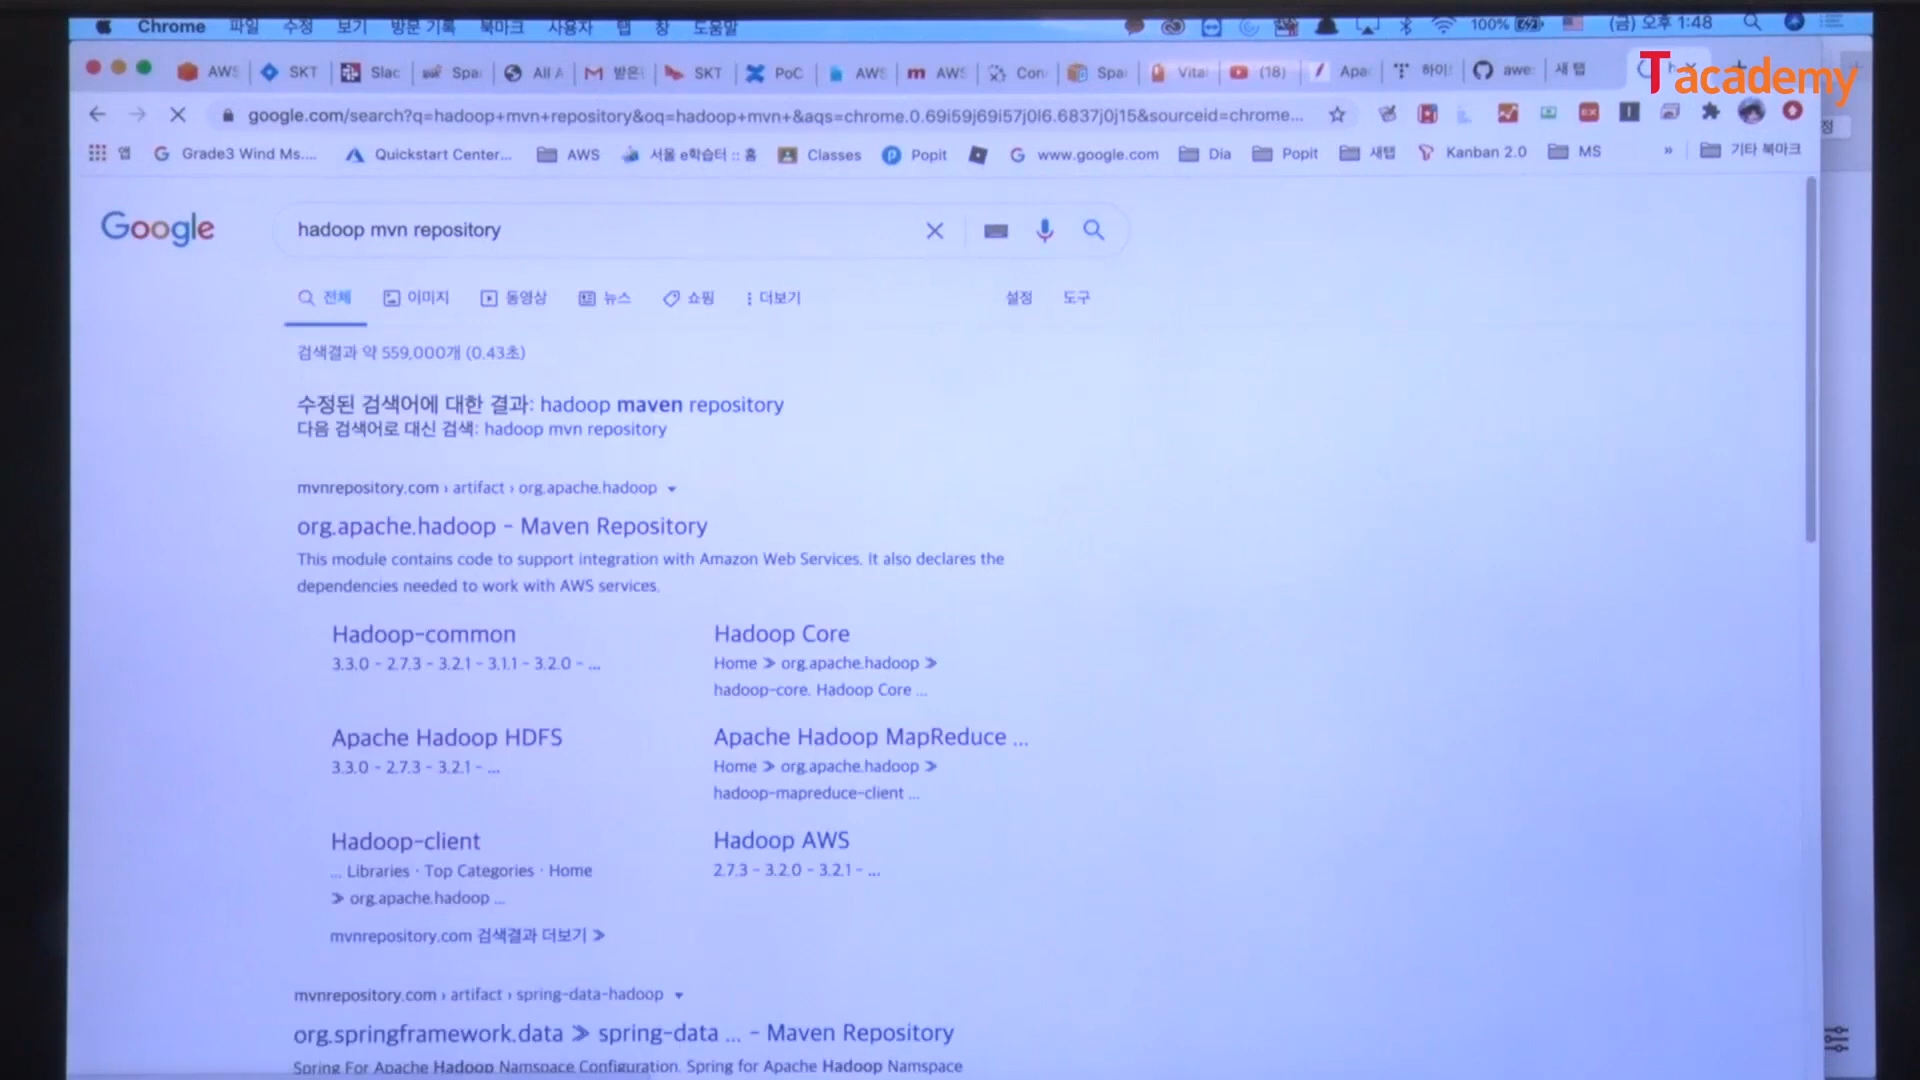 Chrome 파일 수정 보기 방문 기록 북마크 사용자 탭 창 도움말 100% (금) 오후 1:48
AWS SKT Slac Spa All A M 받은 SKT PoC AWS m AWS Con Spa Vita (18) Apa 하이 awe 새 탭
Tacademy
google.com/search?q=hadoop+mvn+repository&oq=hadoop+mvn+&aqs=chrome.0.69i59j69i57j0l6.6837j0j15&sourceid=chrome...
앱 G Grade3 Wind Ms.... Quickstart Center... AWS 서울 e학습터 :: 홈 Classes Popit G www.google.com Dia Popit 새탭 Kanban 2.0 MS » 기타 북마크
Google hadoop mvn repository
전체 이미지 동영상 뉴스 쇼핑 더보기 설정 도구
검색결과 약 559,000개 (0.43초)
수정된 검색어에 대한 결과: hadoop maven repository
다음 검색어로 대신 검색: hadoop mvn repository
mvnrepository.com › artifact › org.apache.hadoop
org.apache.hadoop - Maven Repository
This module contains code to support integration with Amazon Web Services. It also declares the
dependencies needed to work with AWS services.
Hadoop-common
3.3.0 - 2.7.3 - 3.2.1 - 3.1.1 - 3.2.0 - ...
Hadoop Core
Home » org.apache.hadoop »
hadoop-core. Hadoop Core ...
Apache Hadoop HDFS
3.3.0 - 2.7.3 - 3.2.1 - ...
Apache Hadoop MapReduce ...
Home » org.apache.hadoop »
hadoop-mapreduce-client ...
Hadoop-client
... Libraries · Top Categories · Home
» org.apache.hadoop ...
Hadoop AWS
2.7.3 - 3.2.0 - 3.2.1 - ...
mvnrepository.com 검색결과 더보기 »
mvnrepository.com › artifact › spring-data-hadoop
org.springframework.data » spring-data ... - Maven Repository
Spring For Apache Hadoop Namspace Configuration. Spring for Apache Hadoop Namspace